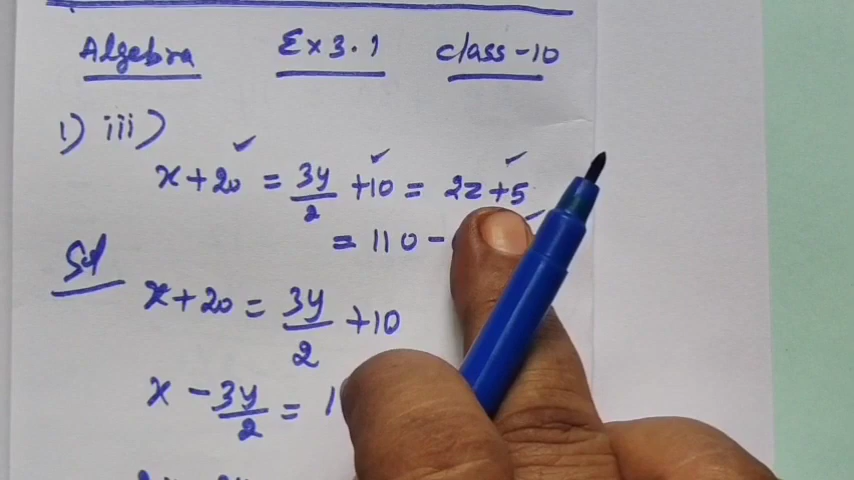 Algebra Ex 3.1 class-10
1) iii)
x+20 = 3y/2 +10 = 2z+5
= 110-
Sol
x+20 = 3y/2 +10
x - 3y/2 = 1